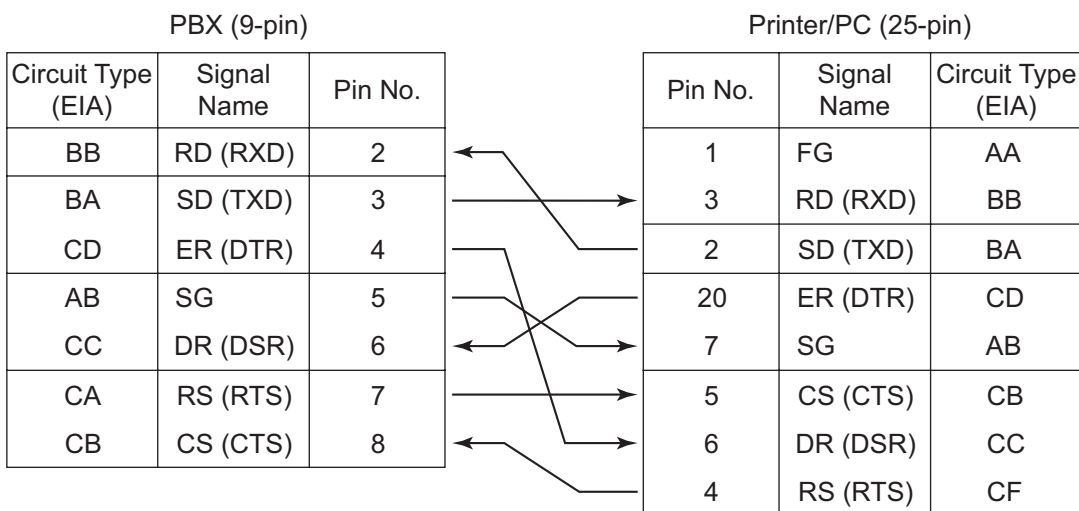 PBX (9-pin)
Circuit Type (EIA) Signal Name Pin No.
BB RD (RXD) 2
BA SD (TXD) 3
CD ER (DTR) 4
AB SG 5
CC DR (DSR) 6
CA RS (RTS) 7
CB CS (CTS) 8
Printer/PC (25-pin)
Pin No. Signal Name Circuit Type (EIA)
1 FG AA
3 RD (RXD) BB
2 SD (TXD) BA
20 ER (DTR) CD
7 SG AB
5 CS (CTS) CB
6 DR (DSR) CC
4 RS (RTS) CF